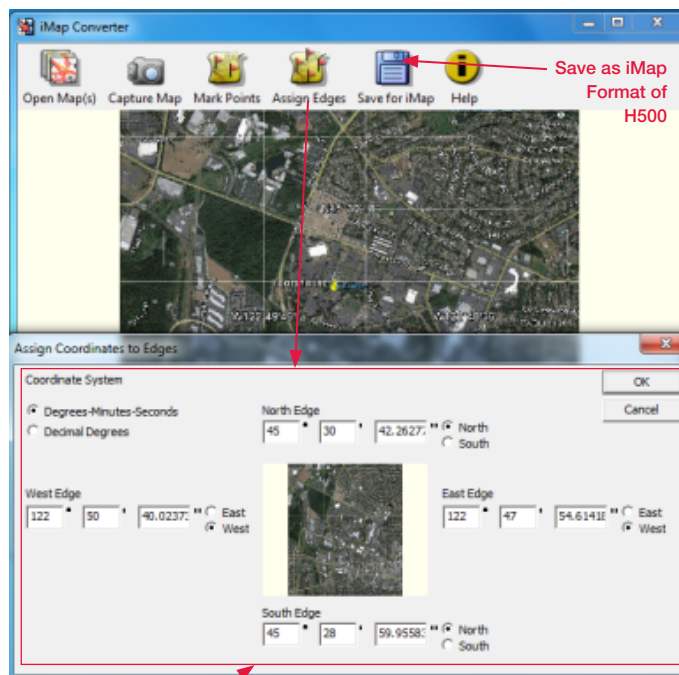 iMap Converter
Open Map(s) Capture Map Mark Points Assign Edges Save for iMap Help
Save as iMap
Format of
H500
Assign Coordinates to Edges
Coordinate System
OK
Cancel
Degrees-Minutes-Seconds
Decimal Degrees
North Edge
45 ° 30 ' 42.2627 " North
South
West Edge
122 ° 50 ' 40.0237 " East
West
East Edge
122 ° 47 ' 54.6141 " East
West
South Edge
45 ° 28 ' 59.9558 " North
South